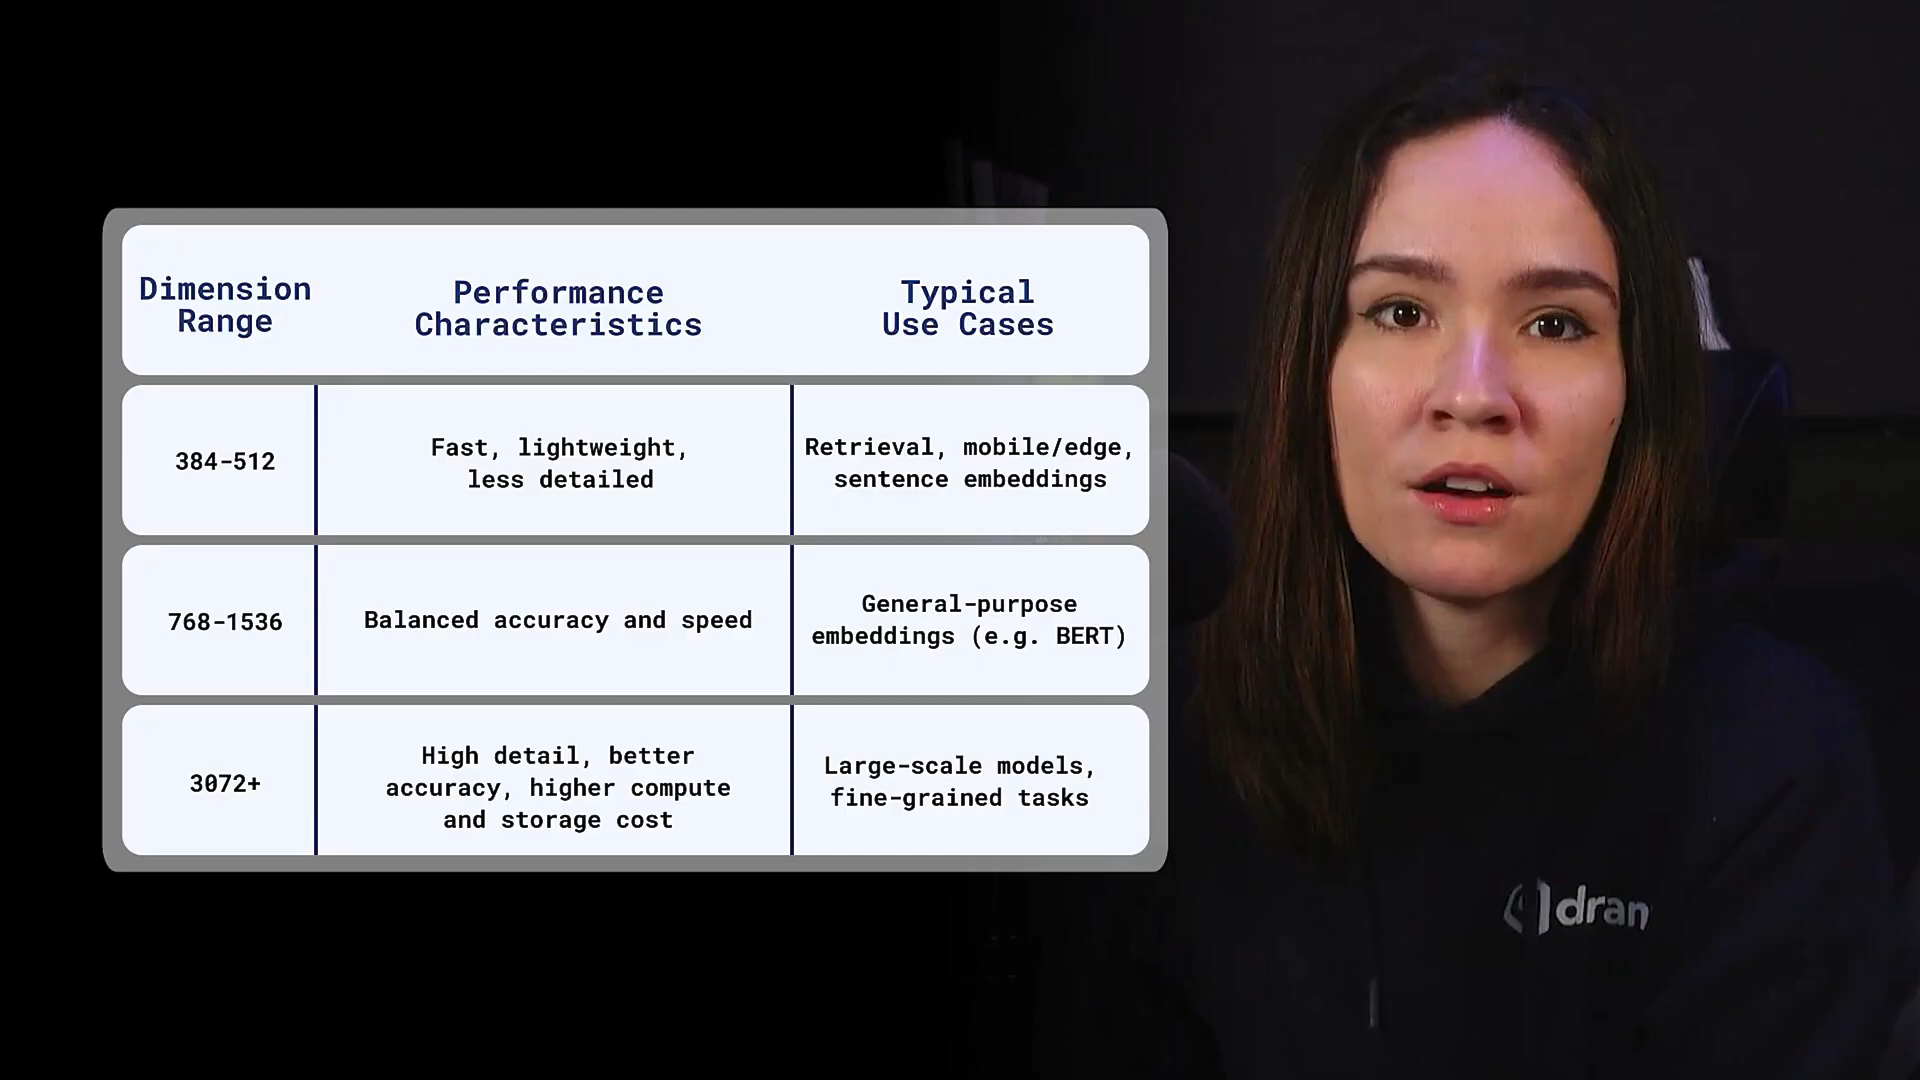 Dimension
Range
Performance
Characteristics
Typical
Use Cases
384-512
Fast, lightweight,
less detailed
Retrieval, mobile/edge,
sentence embeddings
768-1536
Balanced accuracy and speed
General-purpose
embeddings (e.g. BERT)
3072+
High detail, better
accuracy, higher compute
and storage cost
Large-scale models,
fine-grained tasks
dran